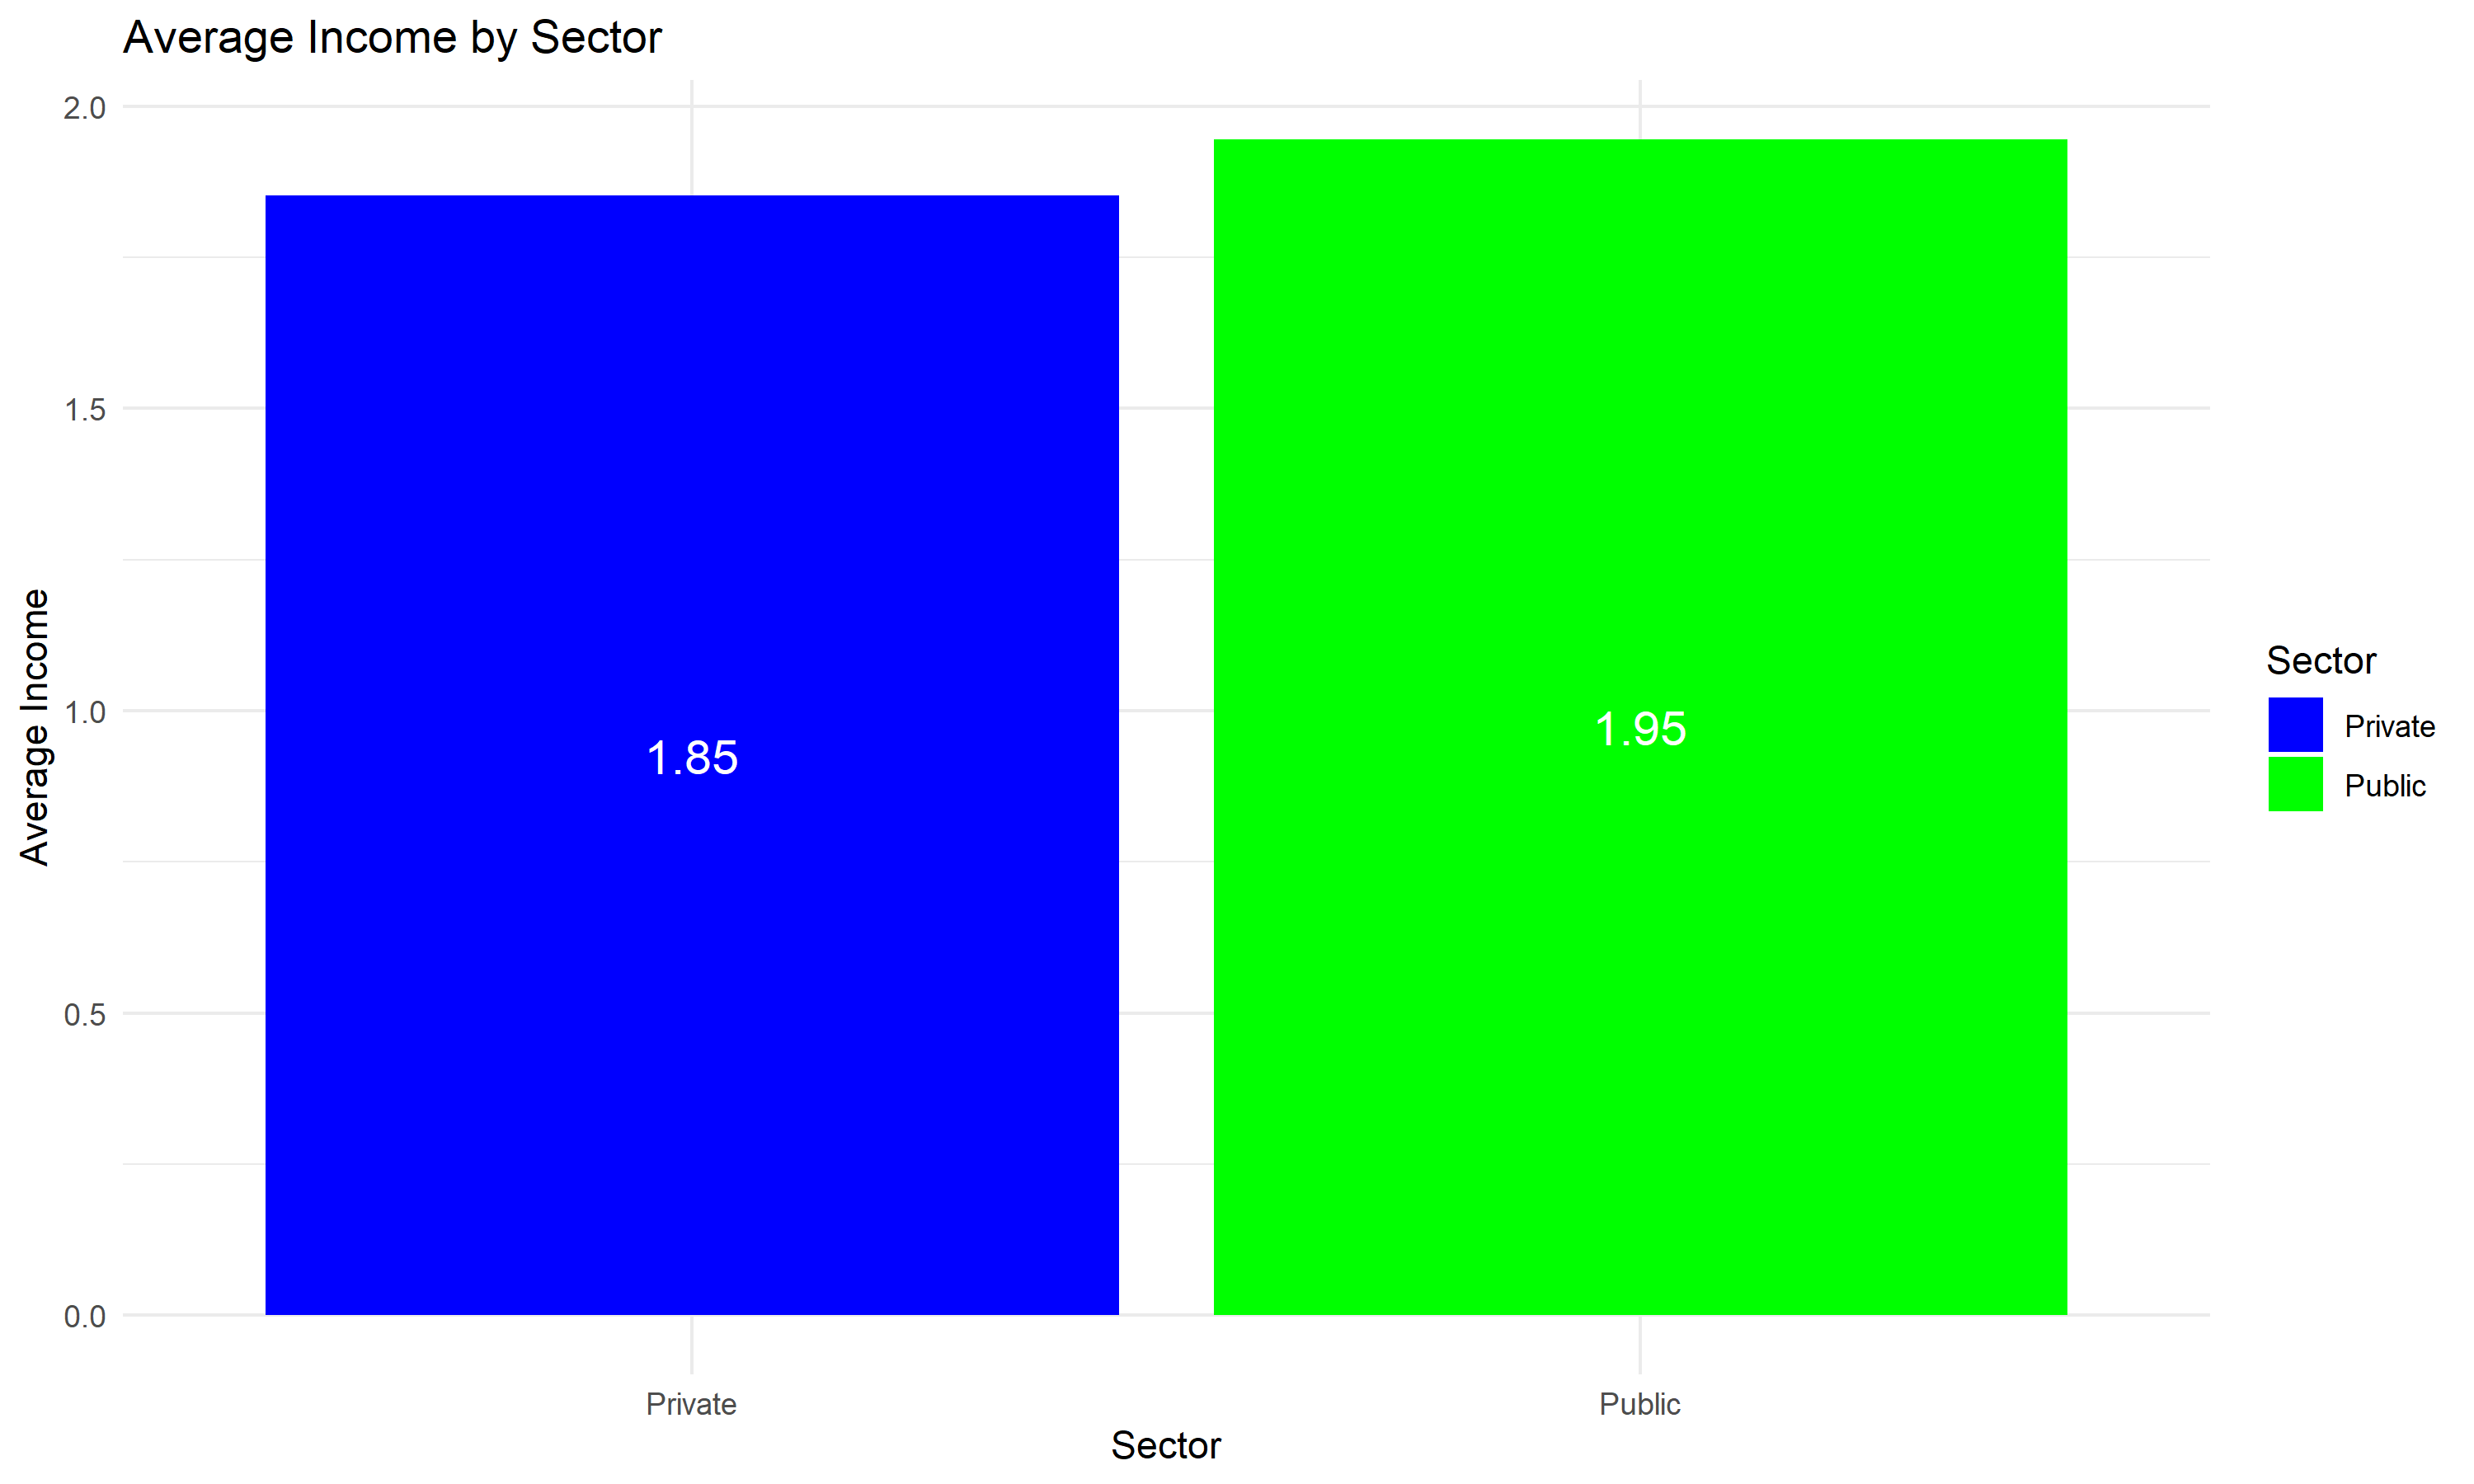 Average Income by Sector
2.0
1.5
1.0
0.5
0.0
Average Income
1.85
1.95
Private
Public
Sector
Sector
Private
Public